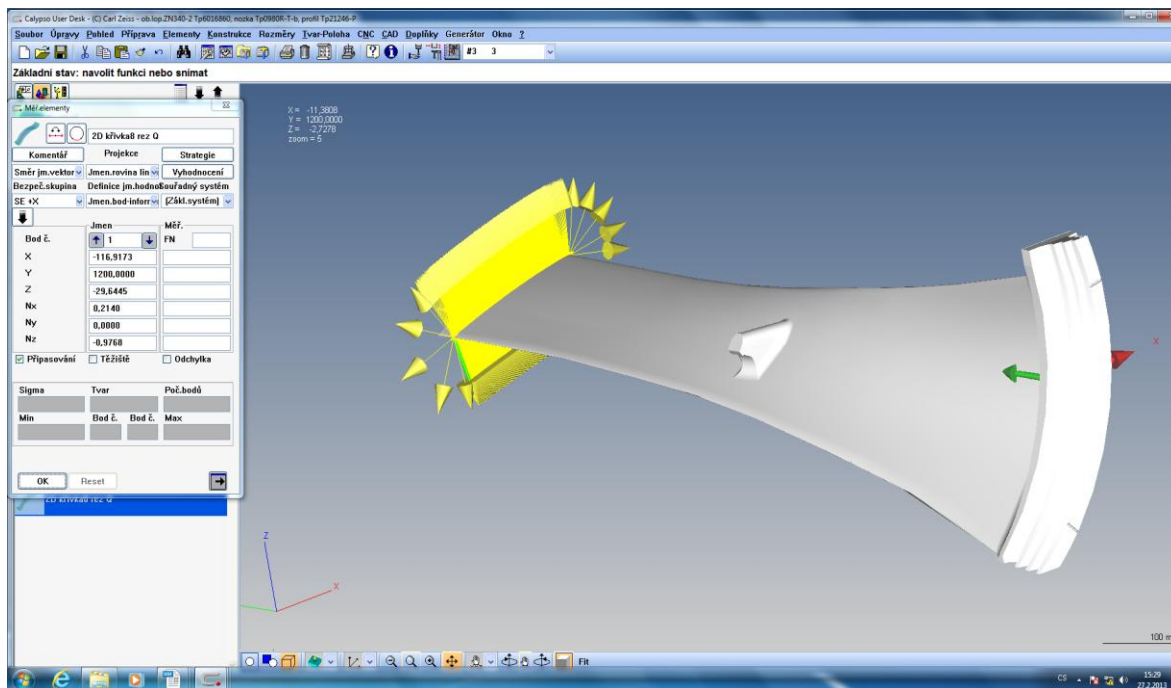 Calypso User Desk - (C) Carl Zeiss - ob.lop.ZN340-2 Tp6016860, nozka Tp0980R-T-b, profil Tp21246-P
Soubor Úpravy Pohled Příprava Elementy Konstrukce Rozměry Tvar-Poloha CNC CAD Doplňky Generátor Okno ?
#3 3
Základní stav: navolit funkci nebo snímat
Měř.elementy
2D křivka8 rez Q
Komentář Projekce Strategie
Směr jm.vektor Jmen.rovina lin Vyhodnocení
Bezpeč.skupina Definice jm.hodno Souřadný systém
SE +X Jmen.bod-inforr (Zákl.systém)
Jmen Měř.
Bod č. 1 FN
X -116,9173
Y 1200,0000
Z -29,6445
Nx 0,2140
Ny 0,0000
Nz -0,9768
Připasování Těžiště Odchylka
Sigma Tvar Poč.bodů
Min Bod č. Bod č. Max
OK Reset
2D křivka8 rez Q
X = -11,3808
Y = 1200,0000
Z = -2,7278
zoom = 5
X
Z
X
100 m
Fit
CS 15:29
27.2.2013